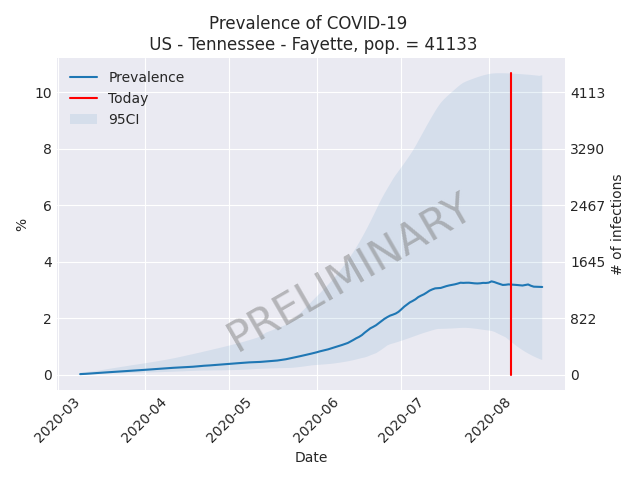 Prevalence of COVID-19
US - Tennessee - Fayette, pop. = 41133
Prevalence
Today
95CI
10
8
6
4
2
0
%
4113
3290
2467
1645
822
0
# of infections
PRELIMINARY
2020-03
2020-04
2020-05
2020-06
2020-07
2020-08
Date